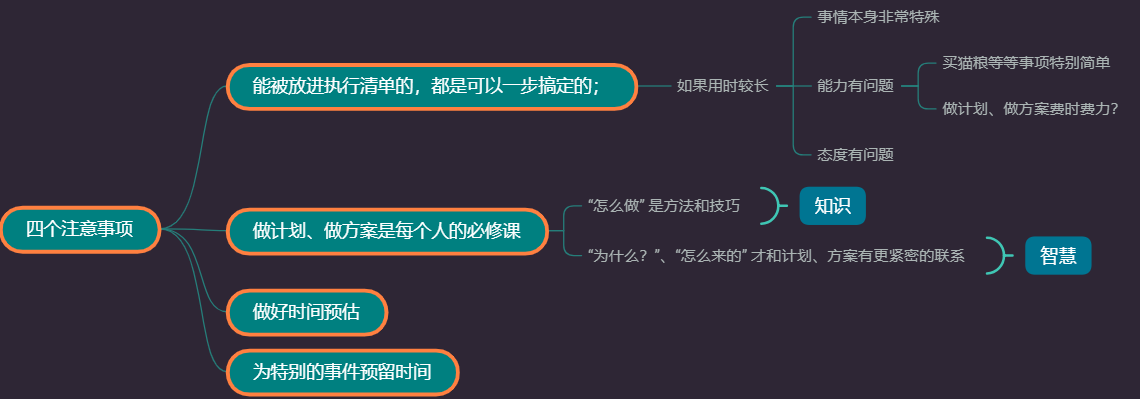 四个注意事项
能被放进执行清单的，都是可以一步搞定的；
如果用时较长
事情本身非常特殊
能力有问题
买猫粮等等事项特别简单
做计划、做方案费时费力？
态度有问题
做计划、做方案是每个人的必修课
“怎么做” 是方法和技巧
知识
“为什么？”、“怎么来的” 才和计划、方案有更紧密的联系
智慧
做好时间预估
为特别的事件预留时间